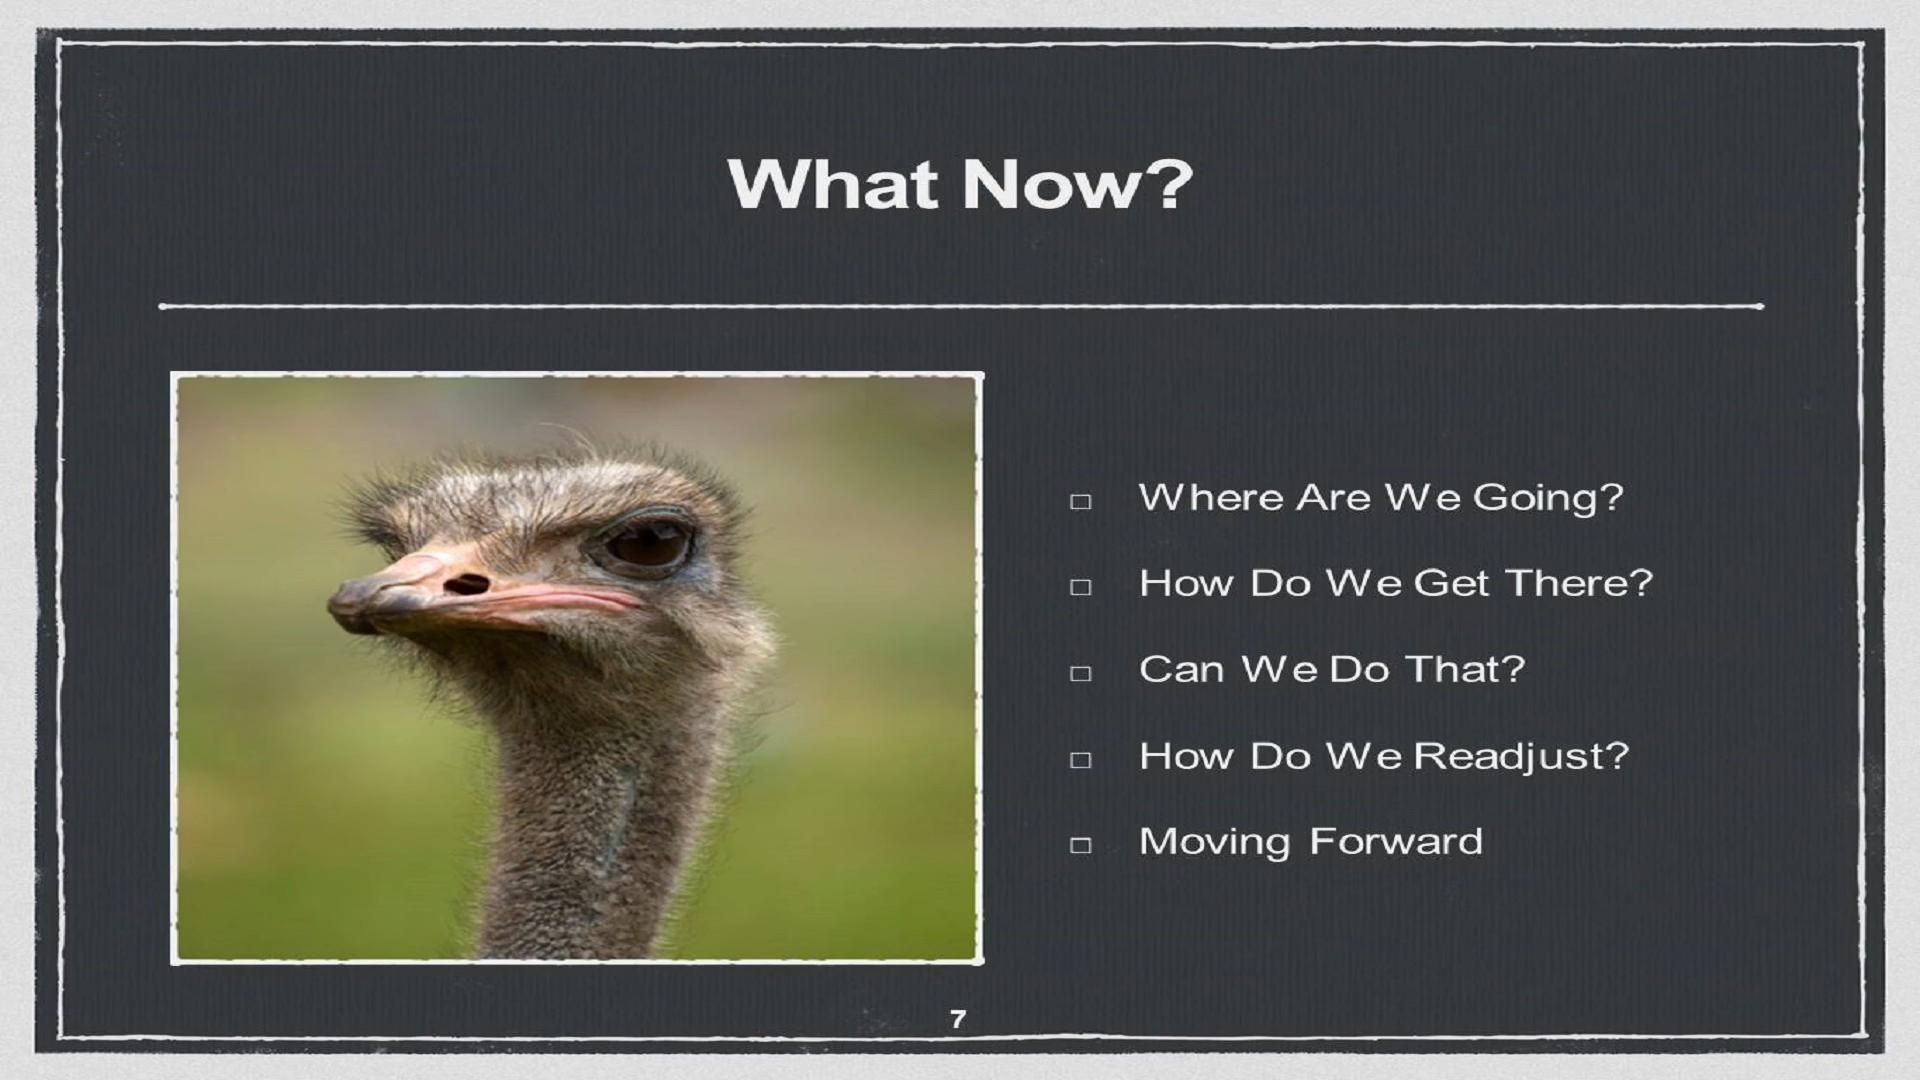 What Now?
Where Are We Going?
How Do We Get There?
Can We Do That?
How Do We Readjust?
Moving Forward
7